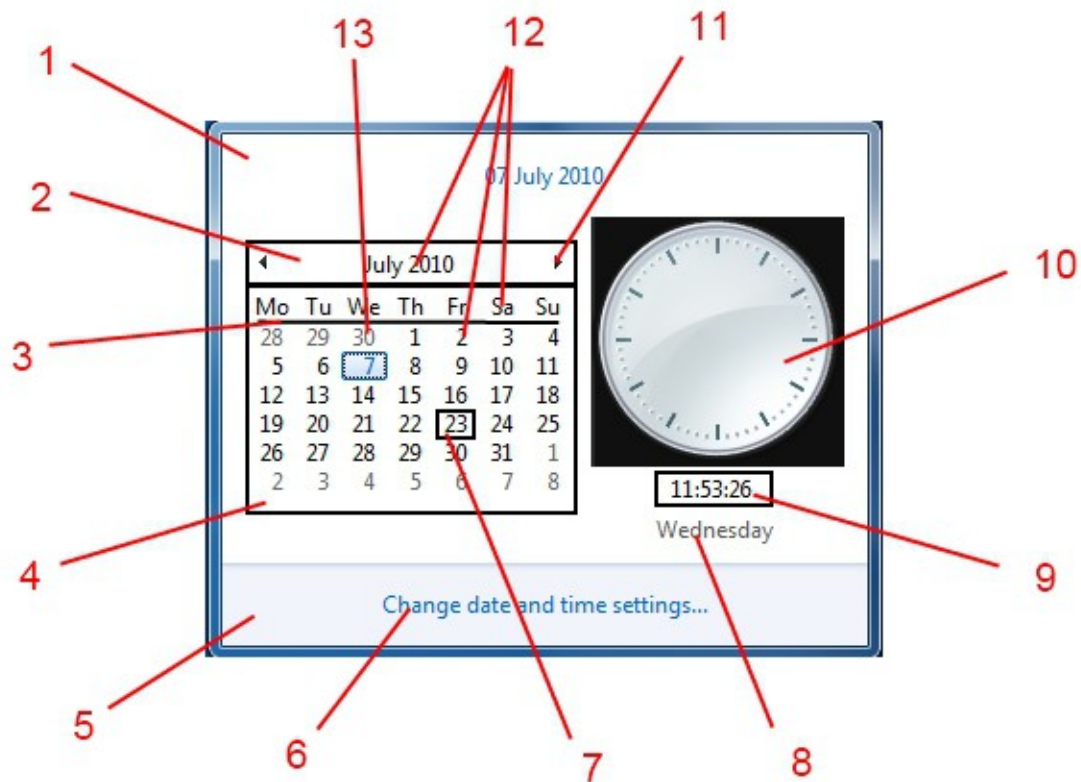 13 12 11
1
07 July 2010
2
July 2010
10
Mo Tu We Th Fr Sa Su
3
28 29 30 1 2 3 4
5 6 7 8 9 10 11
12 13 14 15 16 17 18
19 20 21 22 23 24 25
26 27 28 29 30 31 1
2 3 4 5 6 7 8
11:53:26
Wednesday
4
9
Change date and time settings...
5
6
7
8